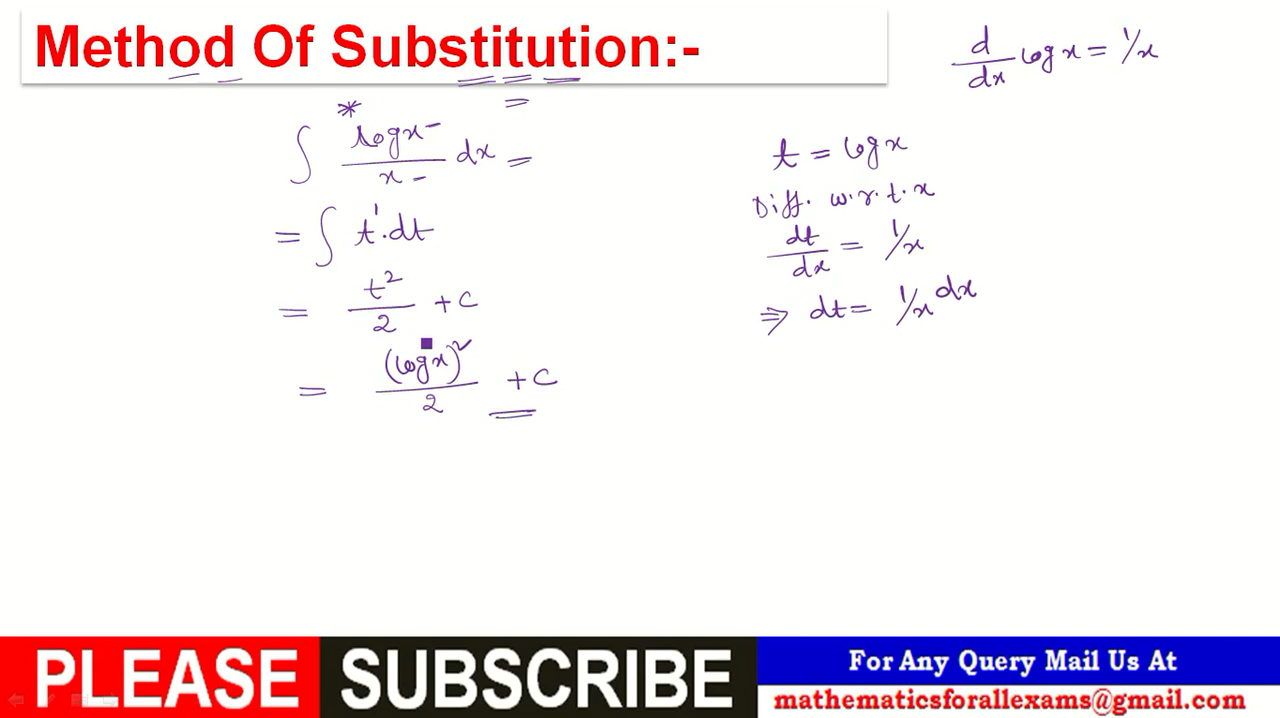 Method Of Substitution:-
d/dx log x = 1/x
∫ log x / x dx =
= ∫ t¹.dt
= t²/2 + c
= (log x)²/2 + c
t = log x
Diff. w.r.t. x
dt/dx = 1/x
⇒ dt = 1/x dx
PLEASE SUBSCRIBE
For Any Query Mail Us At
mathematicsforallexams@gmail.com